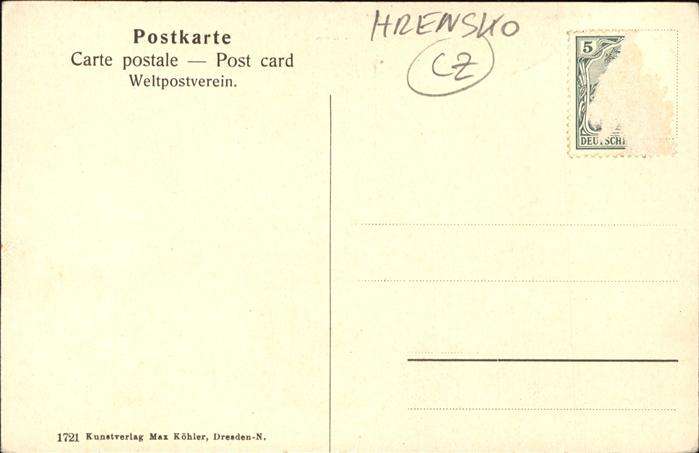 Postkarte
Carte postale — Post card
Weltpostverein.
HRENSKO
CZ
5
DEUTSCH
1721 Kunstverlag Max Köhler, Dresden-N.